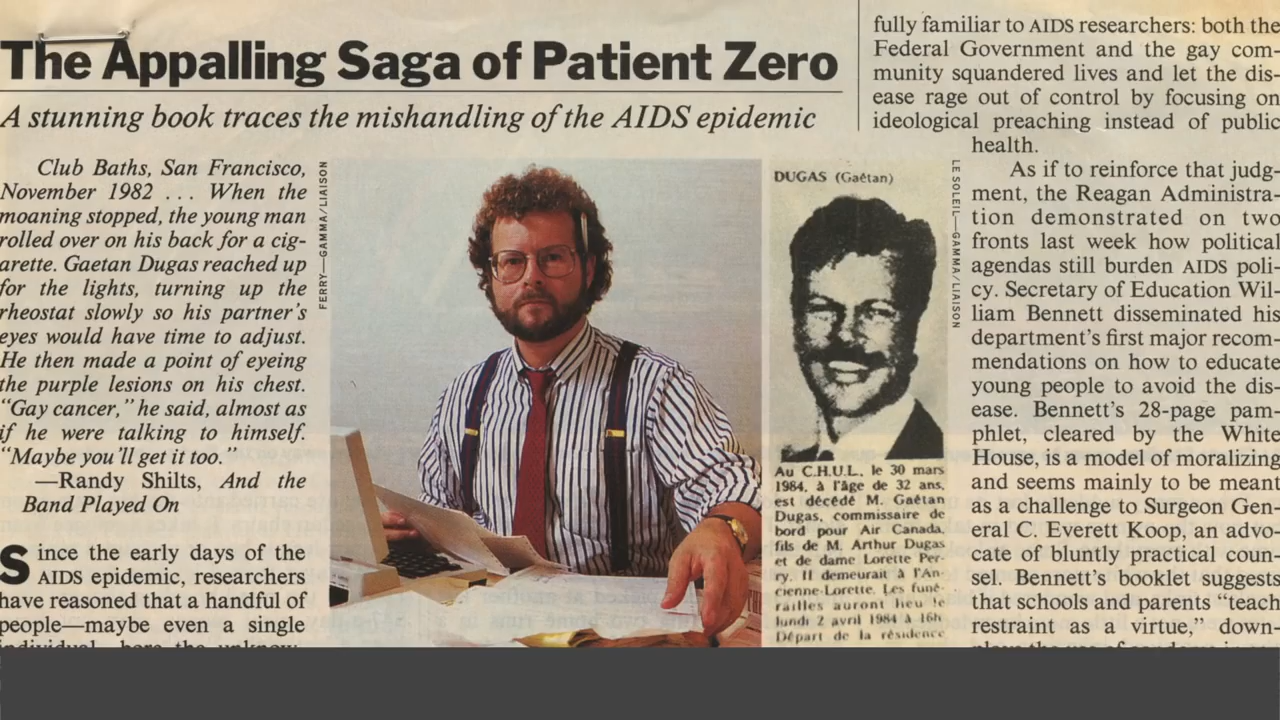 The Appalling Saga of Patient Zero
A stunning book traces the mishandling of the AIDS epidemic
Club Baths, San Francisco,
November 1982 . . . When the
moaning stopped, the young man
rolled over on his back for a cig-
arette. Gaetan Dugas reached up
for the lights, turning up the
rheostat slowly so his partner's
eyes would have time to adjust.
He then made a point of eyeing
the purple lesions on his chest.
“Gay cancer,” he said, almost as
if he were talking to himself.
“Maybe you'll get it too.”
—Randy Shilts, And the
Band Played On
Since the early days of the
AIDS epidemic, researchers
have reasoned that a handful of
people—maybe even a single
individual, bore the unknow-
FERRY—GAMMA/LIAISON
DUGAS (Gaëtan)
Au C.H.U.L. le 30 mars
1984, à l'âge de 32 ans,
est décédé M. Gaétan
Dugas, commissaire de
bord pour Air Canada,
fils de M. Arthur Dugas
et de dame Lorette Per-
ry. Il demeurait à l'An-
cienne-Lorette. Les funé-
railles auront lieu le
lundi 2 avril 1984 à 16h
Départ de la résidence
LE SOLEIL—GAMMA/LIAISON
fully familiar to AIDS researchers: both the
Federal Government and the gay com-
munity squandered lives and let the dis-
ease rage out of control by focusing on
ideological preaching instead of public
health.
As if to reinforce that judg-
ment, the Reagan Administra-
tion demonstrated on two
fronts last week how political
agendas still burden AIDS poli-
cy. Secretary of Education Wil-
liam Bennett disseminated his
department's first major recom-
mendations on how to educate
young people to avoid the dis-
ease. Bennett's 28-page pam-
phlet, cleared by the White
House, is a model of moralizing
and seems mainly to be meant
as a challenge to Surgeon Gen-
eral C. Everett Koop, an advo-
cate of bluntly practical coun-
sel. Bennett's booklet suggests
that schools and parents “teach
restraint as a virtue,” down-